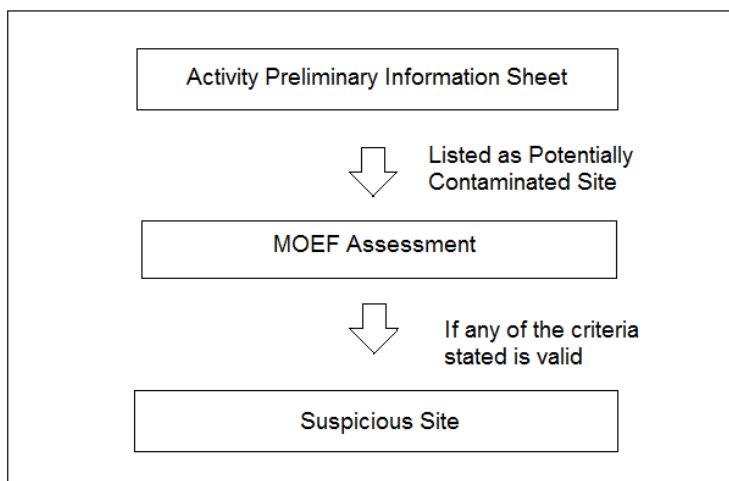 Activity Preliminary Information Sheet
Listed as Potentially
Contaminated Site
MOEF Assessment
If any of the criteria
stated is valid
Suspicious Site